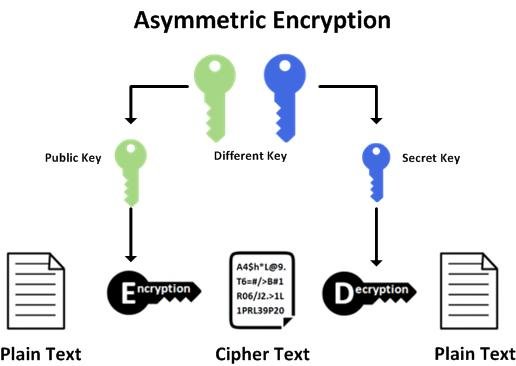 Asymmetric Encryption
Public Key
Different Key
Secret Key
Encryption
A4$h*L@9.
T6=#/>B#1
R06/J2.>1L
1PRL39P20
Decryption
Plain Text
Cipher Text
Plain Text